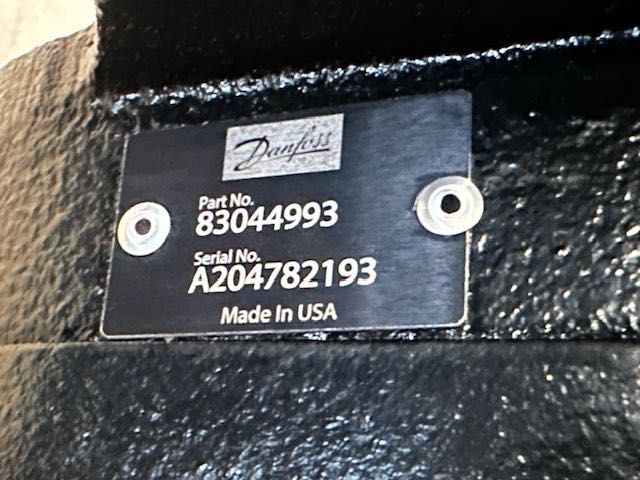 Danfoss
Part No.
83044993
Serial No.
A204782193
Made In USA